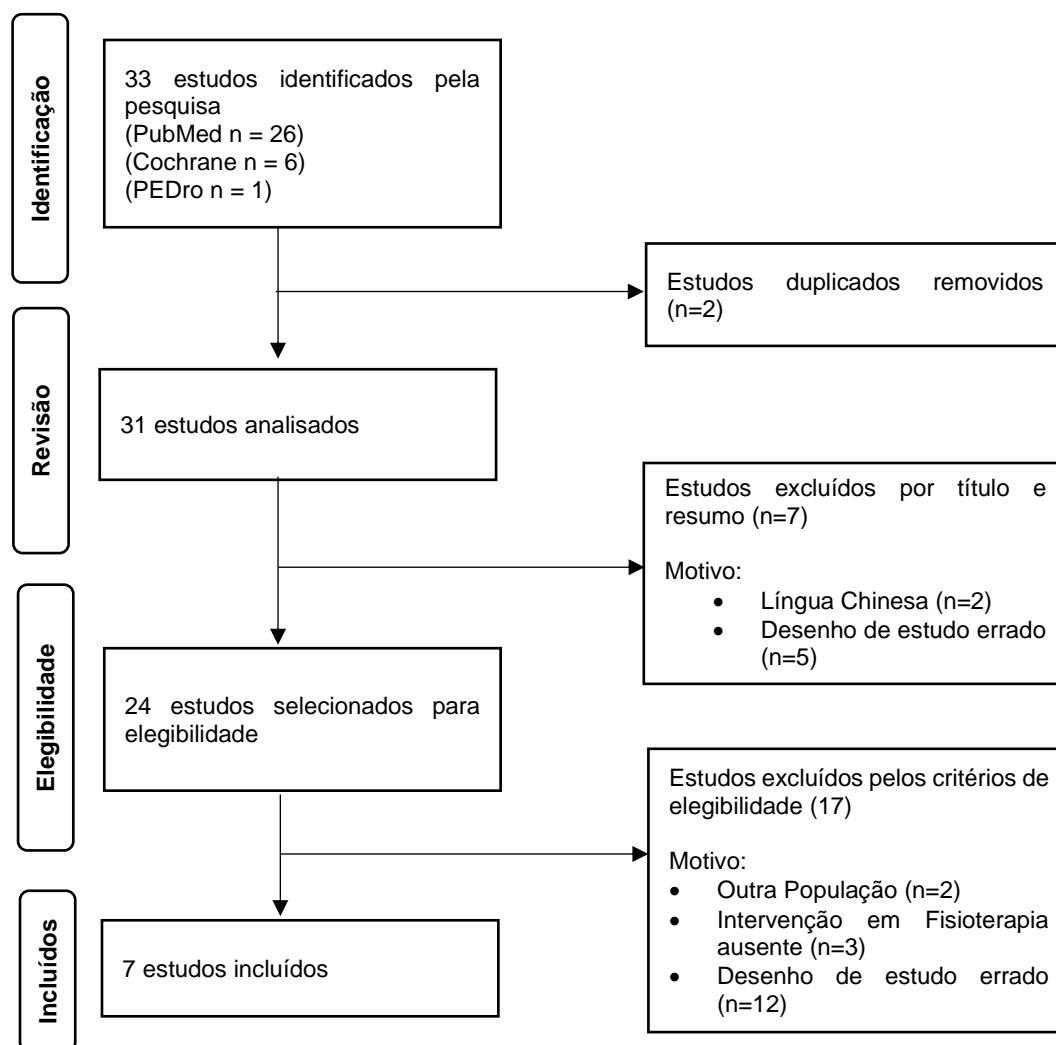 Identificação
33 estudos identificados pela
pesquisa
(PubMed n = 26)
(Cochrane n = 6)
(PEDro n = 1)
Estudos duplicados removidos
(n=2)
Revisão
31 estudos analisados
Estudos excluídos por título e
resumo (n=7)
Motivo:
• Língua Chinesa (n=2)
• Desenho de estudo errado
(n=5)
Elegibilidade
24 estudos selecionados para
elegibilidade
Estudos excluídos pelos critérios de
elegibilidade (17)
Motivo:
• Outra População (n=2)
• Intervenção em Fisioterapia
ausente (n=3)
• Desenho de estudo errado
(n=12)
Incluídos
7 estudos incluídos